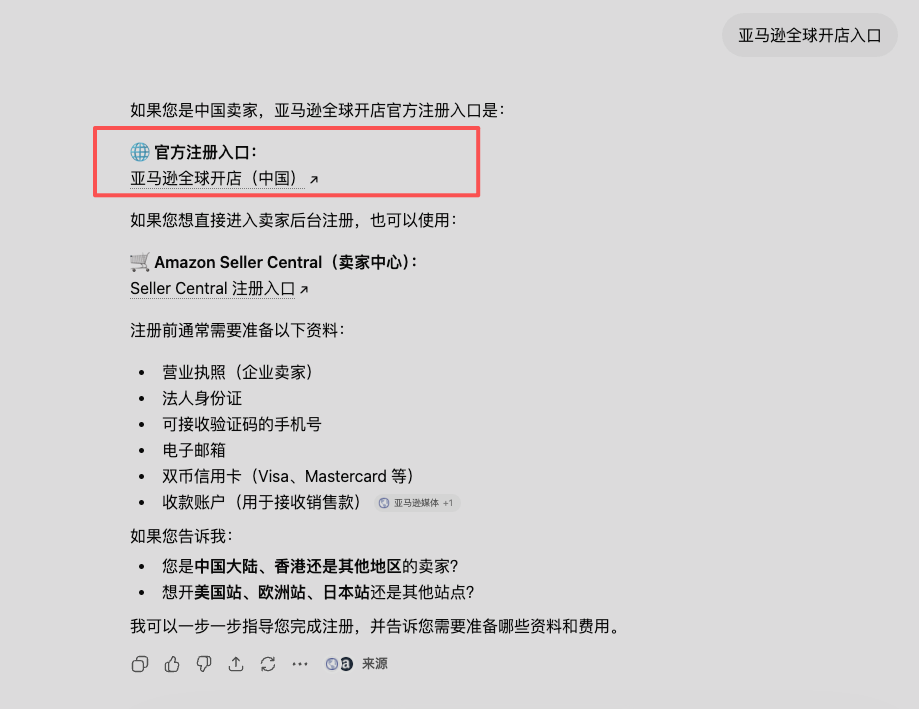 亚马逊全球开店入口
如果您是中国卖家，亚马逊全球开店官方注册入口是：
官方注册入口：
亚马逊全球开店（中国）
如果您想直接进入卖家后台注册，也可以使用：
Amazon Seller Central（卖家中心）：
Seller Central 注册入口
注册前通常需要准备以下资料：
营业执照（企业卖家）
法人身份证
可接收验证码的手机号
电子邮箱
双币信用卡（Visa、Mastercard 等）
收款账户（用于接收销售款） 亚马逊媒体 +1
如果您告诉我：
您是中国大陆、香港还是其他地区的卖家？
想开美国站、欧洲站、日本站还是其他站点？
我可以一步一步指导您完成注册，并告诉您需要准备哪些资料和费用。
a 来源